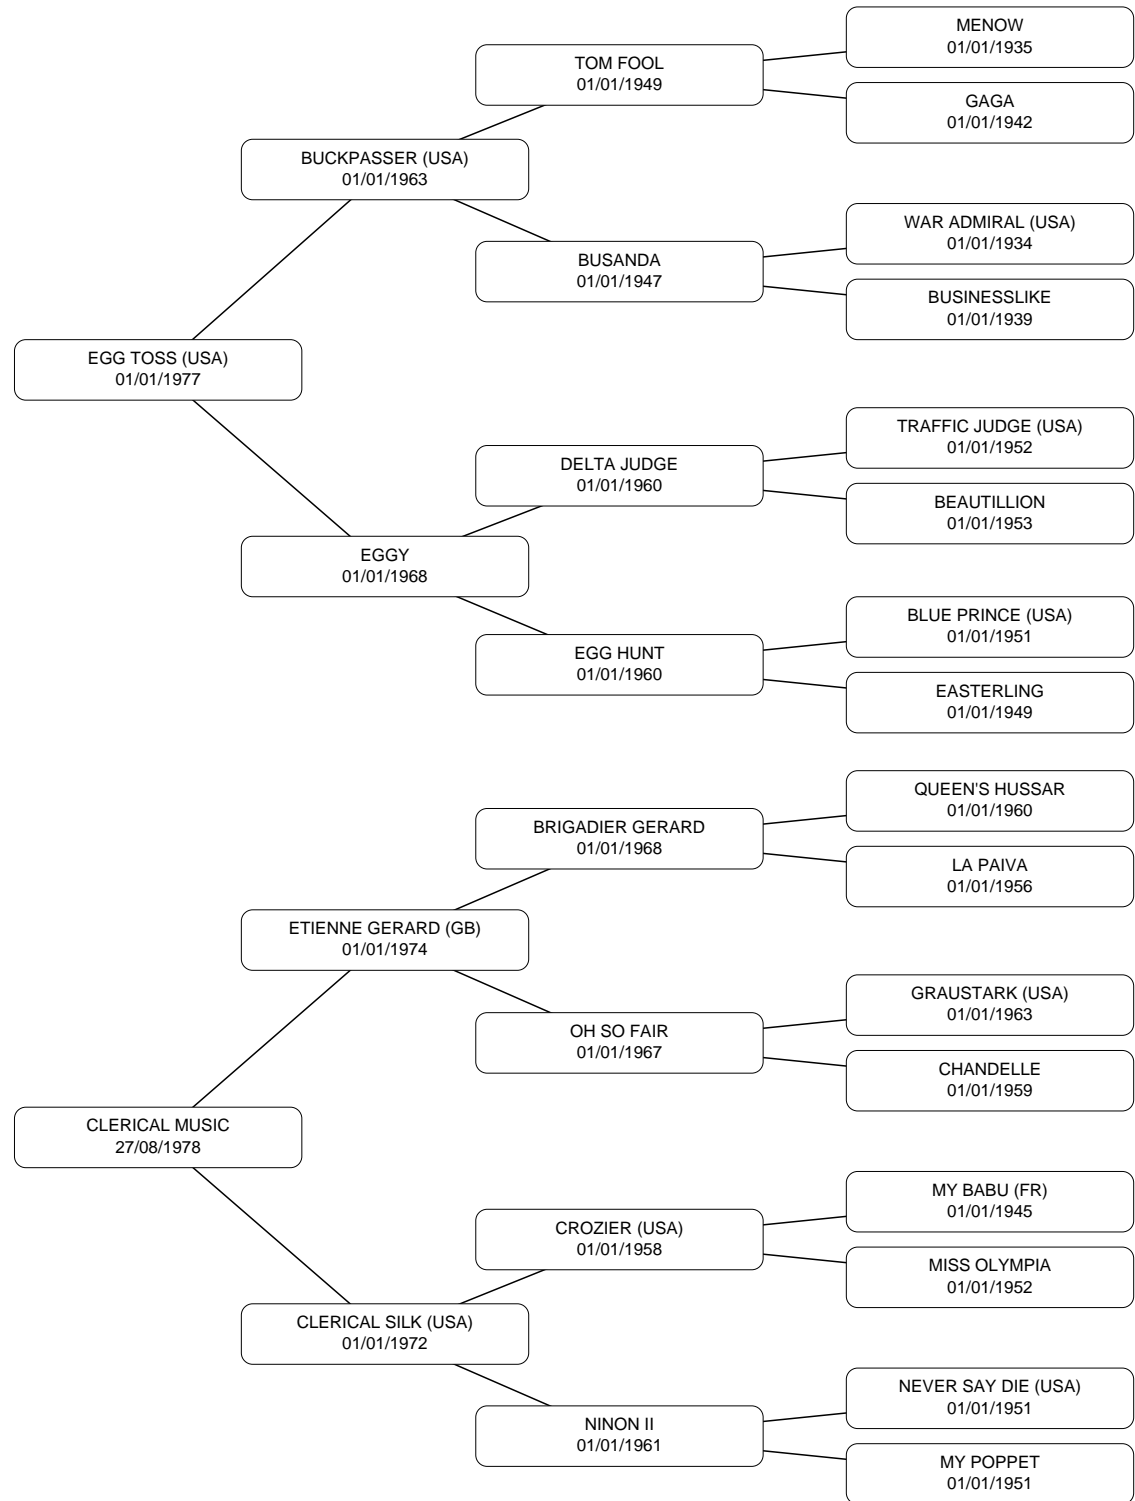 MENOW
01/01/1935
TOM FOOL
01/01/1949
GAGA
01/01/1942
BUCKPASSER (USA)
01/01/1963
WAR ADMIRAL (USA)
01/01/1934
BUSANDA
01/01/1947
BUSINESSLIKE
01/01/1939
EGG TOSS (USA)
01/01/1977
TRAFFIC JUDGE (USA)
01/01/1952
DELTA JUDGE
01/01/1960
BEAUTILLION
01/01/1953
EGGY
01/01/1968
BLUE PRINCE (USA)
01/01/1951
EGG HUNT
01/01/1960
EASTERLING
01/01/1949
QUEEN'S HUSSAR
01/01/1960
BRIGADIER GERARD
01/01/1968
LA PAIVA
01/01/1956
ETIENNE GERARD (GB)
01/01/1974
GRAUSTARK (USA)
01/01/1963
OH SO FAIR
01/01/1967
CHANDELLE
01/01/1959
CLERICAL MUSIC
27/08/1978
MY BABU (FR)
01/01/1945
CROZIER (USA)
01/01/1958
MISS OLYMPIA
01/01/1952
CLERICAL SILK (USA)
01/01/1972
NEVER SAY DIE (USA)
01/01/1951
NINON II
01/01/1961
MY POPPET
01/01/1951